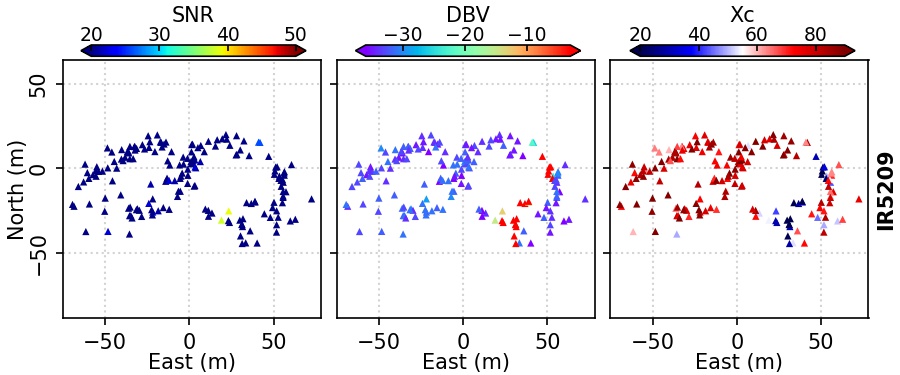 SNR
20 30 40 50
DBV
−30 −20 −10
Xc
20 40 60 80
North (m)
50
0
−50
−50 0 50
East (m)
−50 0 50
East (m)
−50 0 50
East (m)
IR5209